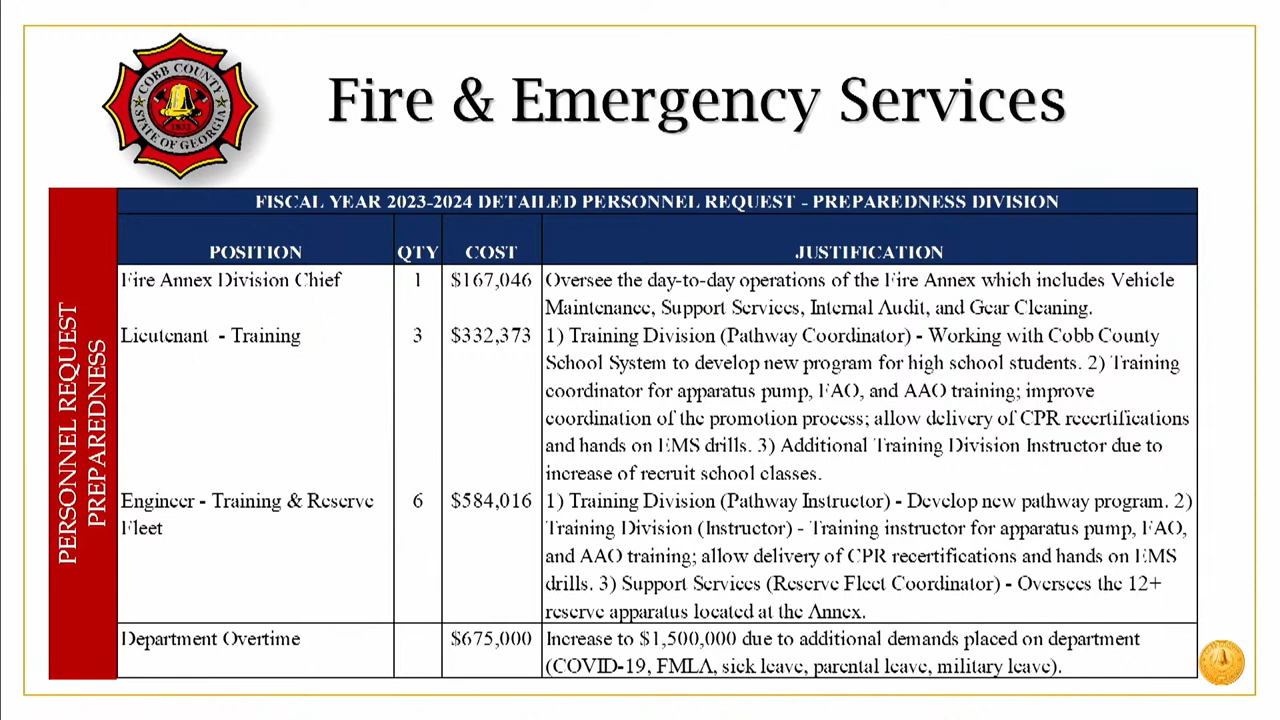 COBB COUNTY
1832
STATE OF GEORGIA
Fire & Emergency Services
PERSONNEL REQUEST
PREPAREDNESS
FISCAL YEAR 2023-2024 DETAILED PERSONNEL REQUEST - PREPAREDNESS DIVISION
POSITION QTY COST JUSTIFICATION
Fire Annex Division Chief 1 $167,046 Oversee the day-to-day operations of the Fire Annex which includes Vehicle
Maintenance, Support Services, Internal Audit, and Gear Cleaning.
Lieutenant - Training 3 $332,373 1) Training Division (Pathway Coordinator) - Working with Cobb County
School System to develop new program for high school students. 2) Training
coordinator for apparatus pump, FAO, and AAO training; improve
coordination of the promotion process; allow delivery of CPR recertifications
and hands on EMS drills. 3) Additional Training Division Instructor due to
increase of recruit school classes.
Engineer - Training & Reserve 6 $584,016 1) Training Division (Pathway Instructor) - Develop new pathway program. 2)
Fleet Training Division (Instructor) - Training instructor for apparatus pump, FAO,
and AAO training; allow delivery of CPR recertifications and hands on EMS
drills. 3) Support Services (Reserve Fleet Coordinator) - Oversees the 12+
reserve apparatus located at the Annex.
Department Overtime $675,000 Increase to $1,500,000 due to additional demands placed on department
(COVID-19, FMLA, sick leave, parental leave, military leave).